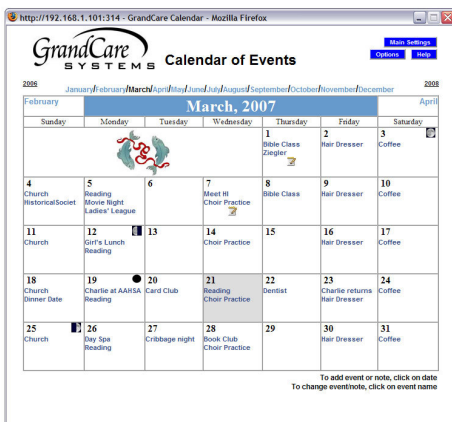 http://192.168.1.101:314 - GrandCare Calendar - Mozilla Firefox
GrandCare
SYSTEMS
Calendar of Events
Main Settings
Options Help
2006 2008
January/February/March/April/May/June/July/August/September/October/November/December
February March, 2007 April
Sunday Monday Tuesday Wednesday Thursday Friday Saturday
1 2 3
Bible Class Hair Dresser Coffee
Ziegler
4 5 6 7 8 9 10
Church Reading Meet HI Bible Class Hair Dresser Coffee
HistoricalSociet Movie Night Choir Practice
Ladies' League
11 12 13 14 15 16 17
Church Girl's Lunch Choir Practice Hair Dresser Coffee
Reading
18 19 20 21 22 23 24
Church Charlie at AAHSA Card Club Reading Dentist Charlie returns Coffee
Dinner Date Reading Choir Practice Hair Dresser
25 26 27 28 29 30 31
Church Day Spa Cribbage night Book Club Hair Dresser Coffee
Reading Choir Practice
To add event or note, click on date
To change event/note, click on event name